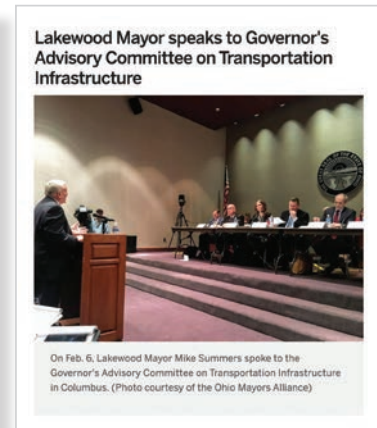 Lakewood Mayor speaks to Governor's
Advisory Committee on Transportation
Infrastructure
On Feb. 6, Lakewood Mayor Mike Summers spoke to the
Governor's Advisory Committee on Transportation Infrastructure
in Columbus. (Photo courtesy of the Ohio Mayors Alliance)